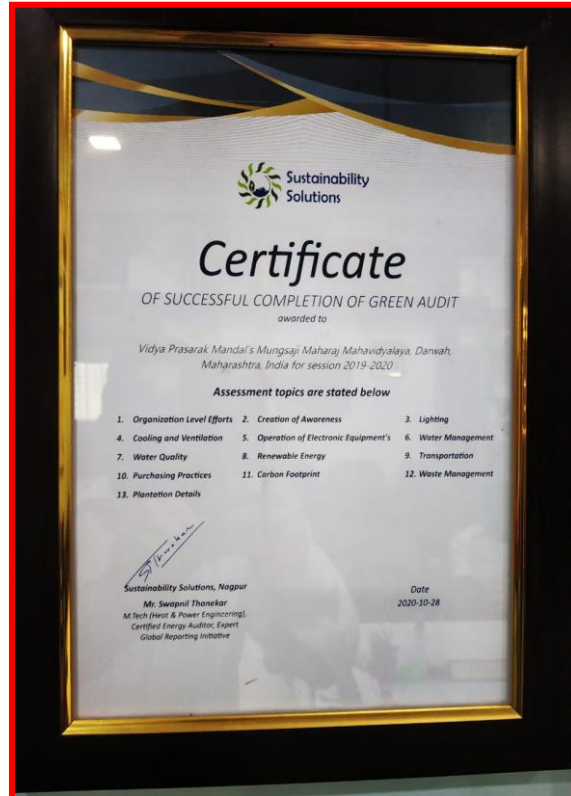 Sustainability
Solutions
Certificate
OF SUCCESSFUL COMPLETION OF GREEN AUDIT
awarded to
Vidya Prasarak Mandal's Mungsaji Maharaj Mahavidyalaya, Darwah,
Maharashtra, India for session 2019-2020
Assessment topics are stated below
1. Organization Level Efforts 2. Creation of Awareness 3. Lighting
4. Cooling and Ventilation 5. Operation of Electronic Equipment's 6. Water Management
7. Water Quality 8. Renewable Energy 9. Transportation
10. Purchasing Practices 11. Carbon Footprint 12. Waste Management
13. Plantation Details
Sustainability Solutions, Nagpur
Mr. Swapnil Thanekar
M.Tech (Heat & Power Engineering),
Certified Energy Auditor, Expert
Global Reporting Initiative
Date
2020-10-28